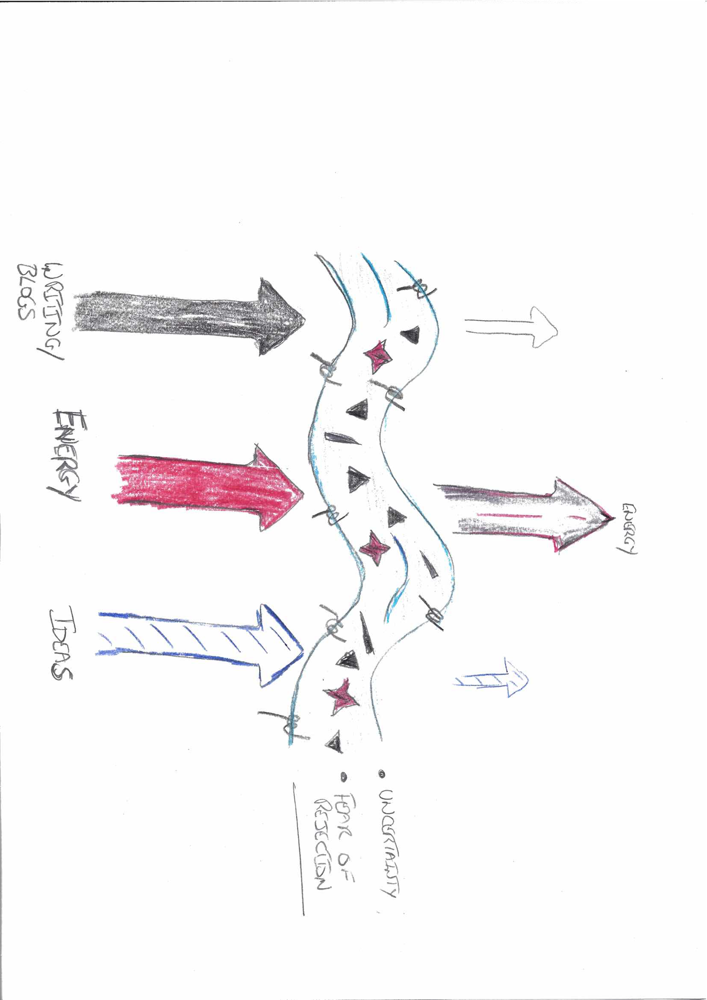 ENERGY
UNCERTAINTY
FEAR OF
REJECTION
WRITING/
BLOGS
ENERGY
IDEAS